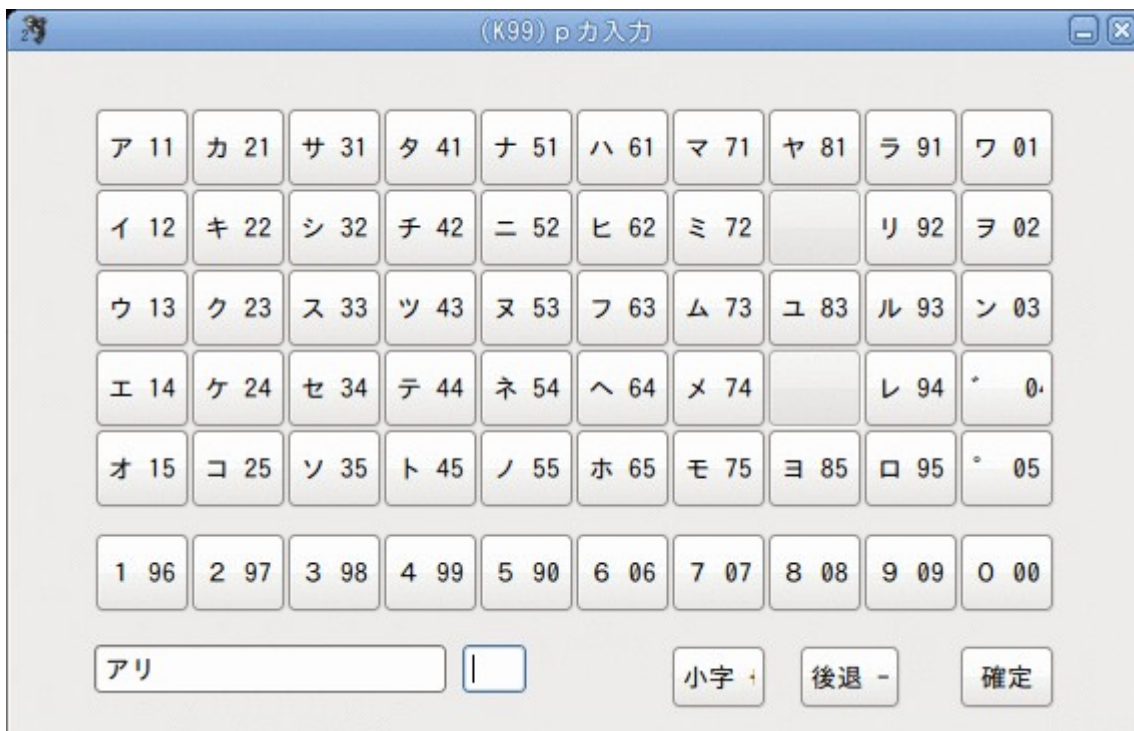 (K99) p カ入力
ア 11 カ 21 サ 31 タ 41 ナ 51 ハ 61 マ 71 ヤ 81 ラ 91 ワ 01
イ 12 キ 22 シ 32 チ 42 ニ 52 ヒ 62 ミ 72 リ 92 ヲ 02
ウ 13 ク 23 ス 33 ツ 43 ヌ 53 フ 63 ム 73 ユ 83 ル 93 ン 03
エ 14 ケ 24 セ 34 テ 44 ネ 54 ヘ 64 メ 74 レ 94 ゛ 04
オ 15 コ 25 ソ 35 ト 45 ノ 55 ホ 65 モ 75 ヨ 85 ロ 95 ゜ 05
1 96 2 97 3 98 4 99 5 90 6 06 7 07 8 08 9 09 0 00
アリ 小字 + 後退 - 確定